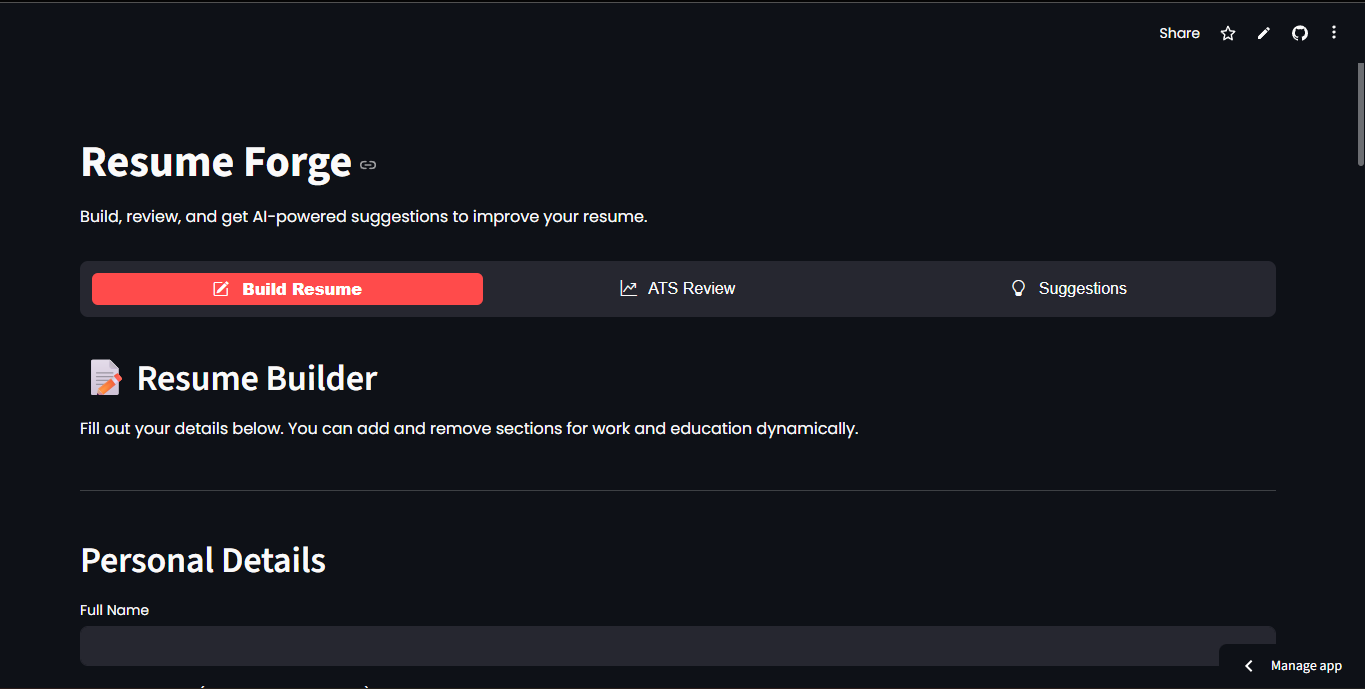 Share
Resume Forge
Build, review, and get AI-powered suggestions to improve your resume.
Build Resume
ATS Review
Suggestions
Resume Builder
Fill out your details below. You can add and remove sections for work and education dynamically.
Personal Details
Full Name
Manage app